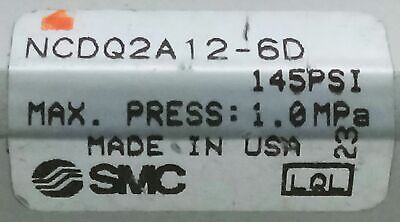 NCDQ2A12-6D
145PSI
MAX. PRESS: 1.0MPa
MADE IN USA
23
SMC
LQL